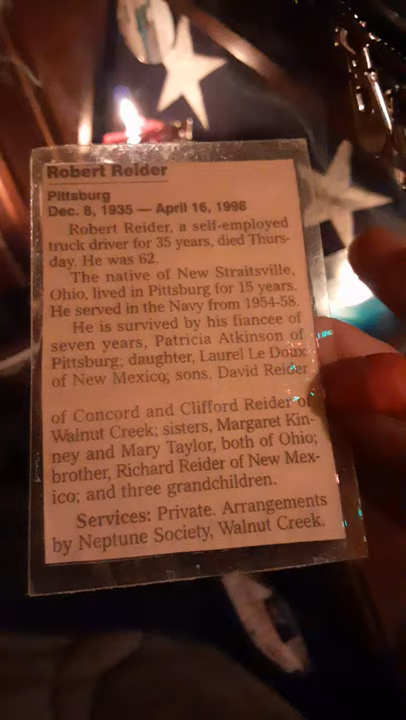 Robert Reider
Pittsburg
Dec. 8, 1935 — April 16, 1998
Robert Reider, a self-employed
truck driver for 35 years, died Thurs-
day. He was 62.
The native of New Straitsville,
Ohio, lived in Pittsburg for 15 years.
He served in the Navy from 1954-58.
He is survived by his fiancee of
seven years, Patricia Atkinson of
Pittsburg; daughter, Laurel Le Doux
of New Mexico; sons, David Reider
of Concord and Clifford Reider of
Walnut Creek; sisters, Margaret Kin-
ney and Mary Taylor, both of Ohio;
brother, Richard Reider of New Mex-
ico; and three grandchildren.
Services: Private. Arrangements
by Neptune Society, Walnut Creek.